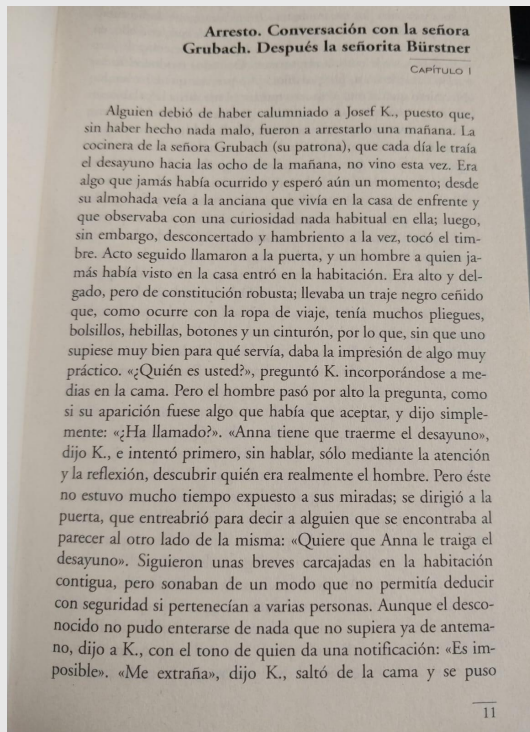 Arresto. Conversación con la señora
Grubach. Después la señorita Bürstner
CAPÍTULO I
Alguien debió de haber calumniado a Josef K., puesto que,
sin haber hecho nada malo, fueron a arrestarlo una mañana. La
cocinera de la señora Grubach (su patrona), que cada día le traía
el desayuno hacia las ocho de la mañana, no vino esta vez. Era
algo que jamás había ocurrido y esperó aún un momento; desde
su almohada veía a la anciana que vivía en la casa de enfrente y
que observaba con una curiosidad nada habitual en ella; luego,
sin embargo, desconcertado y hambriento a la vez, tocó el tim-
bre. Acto seguido llamaron a la puerta, y un hombre a quien ja-
más había visto en la casa entró en la habitación. Era alto y del-
gado, pero de constitución robusta; llevaba un traje negro ceñido
que, como ocurre con la ropa de viaje, tenía muchos pliegues,
bolsillos, hebillas, botones y un cinturón, por lo que, sin que uno
supiese muy bien para qué servía, daba la impresión de algo muy
práctico. «¿Quién es usted?», preguntó K. incorporándose a me-
dias en la cama. Pero el hombre pasó por alto la pregunta, como
si su aparición fuese algo que había que aceptar, y dijo simple-
mente: «¿Ha llamado?». «Anna tiene que traerme el desayuno»,
dijo K., e intentó primero, sin hablar, sólo mediante la atención
y la reflexión, descubrir quién era realmente el hombre. Pero éste
no estuvo mucho tiempo expuesto a sus miradas; se dirigió a la
puerta, que entreabrió para decir a alguien que se encontraba al
parecer al otro lado de la misma: «Quiere que Anna le traiga el
desayuno». Siguieron unas breves carcajadas en la habitación
contigua, pero sonaban de un modo que no permitía deducir
con seguridad si pertenecían a varias personas. Aunque el desco-
nocido no pudo enterarse de nada que no supiera ya de antema-
no, dijo a K., con el tono de quien da una notificación: «Es im-
posible». «Me extraña», dijo K., saltó de la cama y se puso
11